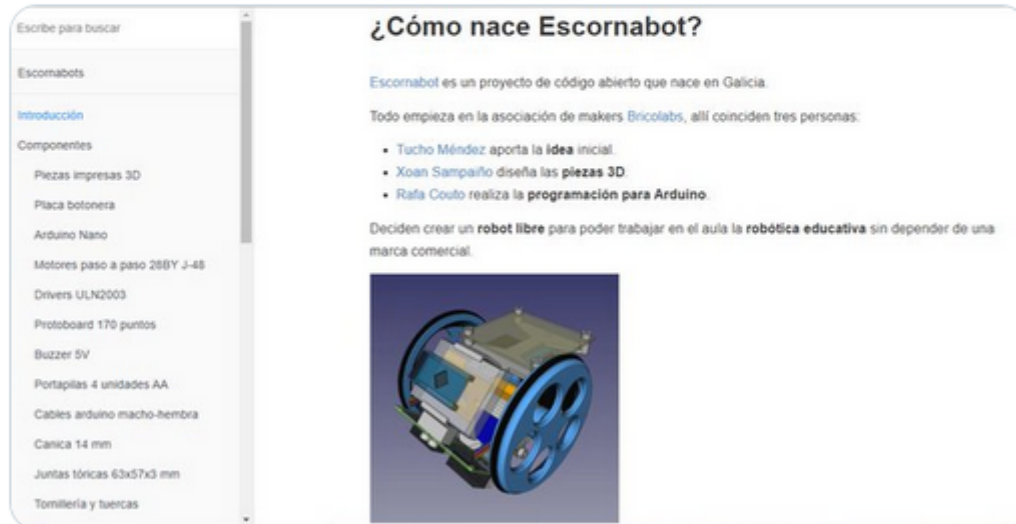 Escribe para buscar
Escornabots
Introducción
Componentes
Piezas impresas 3D
Placa botonera
Arduino Nano
Motores paso a paso 28BY J-48
Drivers ULN2003
Protoboard 170 puntos
Buzzer 5V
Portapilas 4 unidades AA
Cables arduino macho-hembra
Canica 14 mm
Juntas tóricas 63x57x3 mm
Tornillería y tuercas
¿Cómo nace Escornabot?
Escornabot es un proyecto de código abierto que nace en Galicia.
Todo empieza en la asociación de makers Bricolabs, allí coinciden tres personas:
• Tucho Méndez aporta la idea inicial.
• Xoan Sampaíño diseña las piezas 3D.
• Rafa Couto realiza la programación para Arduino.
Deciden crear un robot libre para poder trabajar en el aula la robótica educativa sin depender de una
marca comercial.